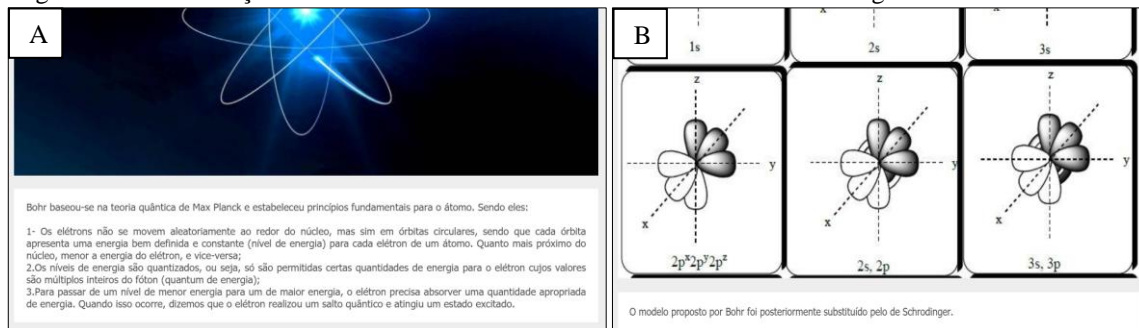 A
Bohr baseou-se na teoria quântica de Max Planck e estabeleceu princípios fundamentais para o átomo. Sendo eles:
1- Os elétrons não se movem aleatoriamente ao redor do núcleo, mas sim em órbitas circulares, sendo que cada órbita
apresenta uma energia bem definida e constante (nível de energia) para cada elétron de um átomo. Quanto mais próximo do
núcleo, menor a energia do elétron, e vice-versa;
2.Os níveis de energia são quantizados, ou seja, só são permitidas certas quantidades de energia para o elétron cujos valores
são múltiplos inteiros do fóton (quantum de energia);
3.Para passar de um nível de menor energia para um de maior energia, o elétron precisa absorver uma quantidade apropriada
de energia. Quando isso ocorre, dizemos que o elétron realizou um salto quântico e atingiu um estado excitado.
B
x
1s
2s
3s
z
y
x
2pˣ2pʸ2pᶻ
z
y
x
2s, 2p
z
y
x
3s, 3p
O modelo proposto por Bohr foi posteriormente substituído pelo de Schrodinger.